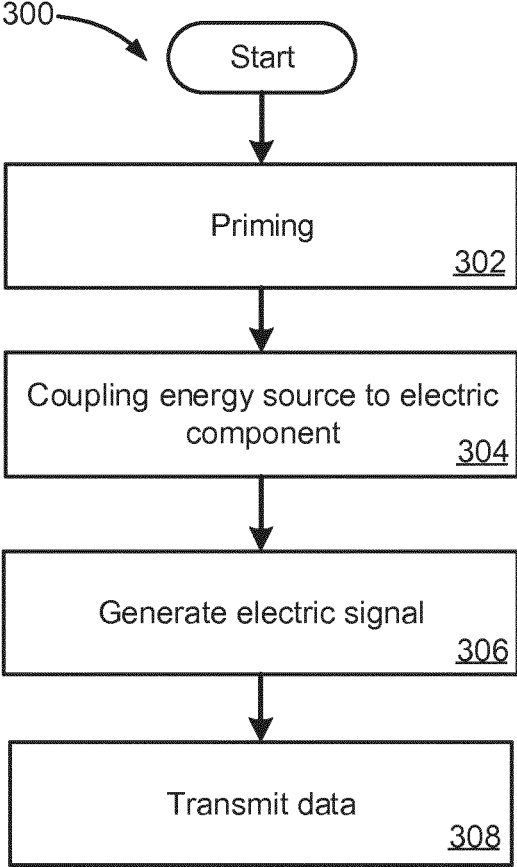 300
Start
Priming
302
Coupling energy source to electric
component
304
Generate electric signal
306
Transmit data
308